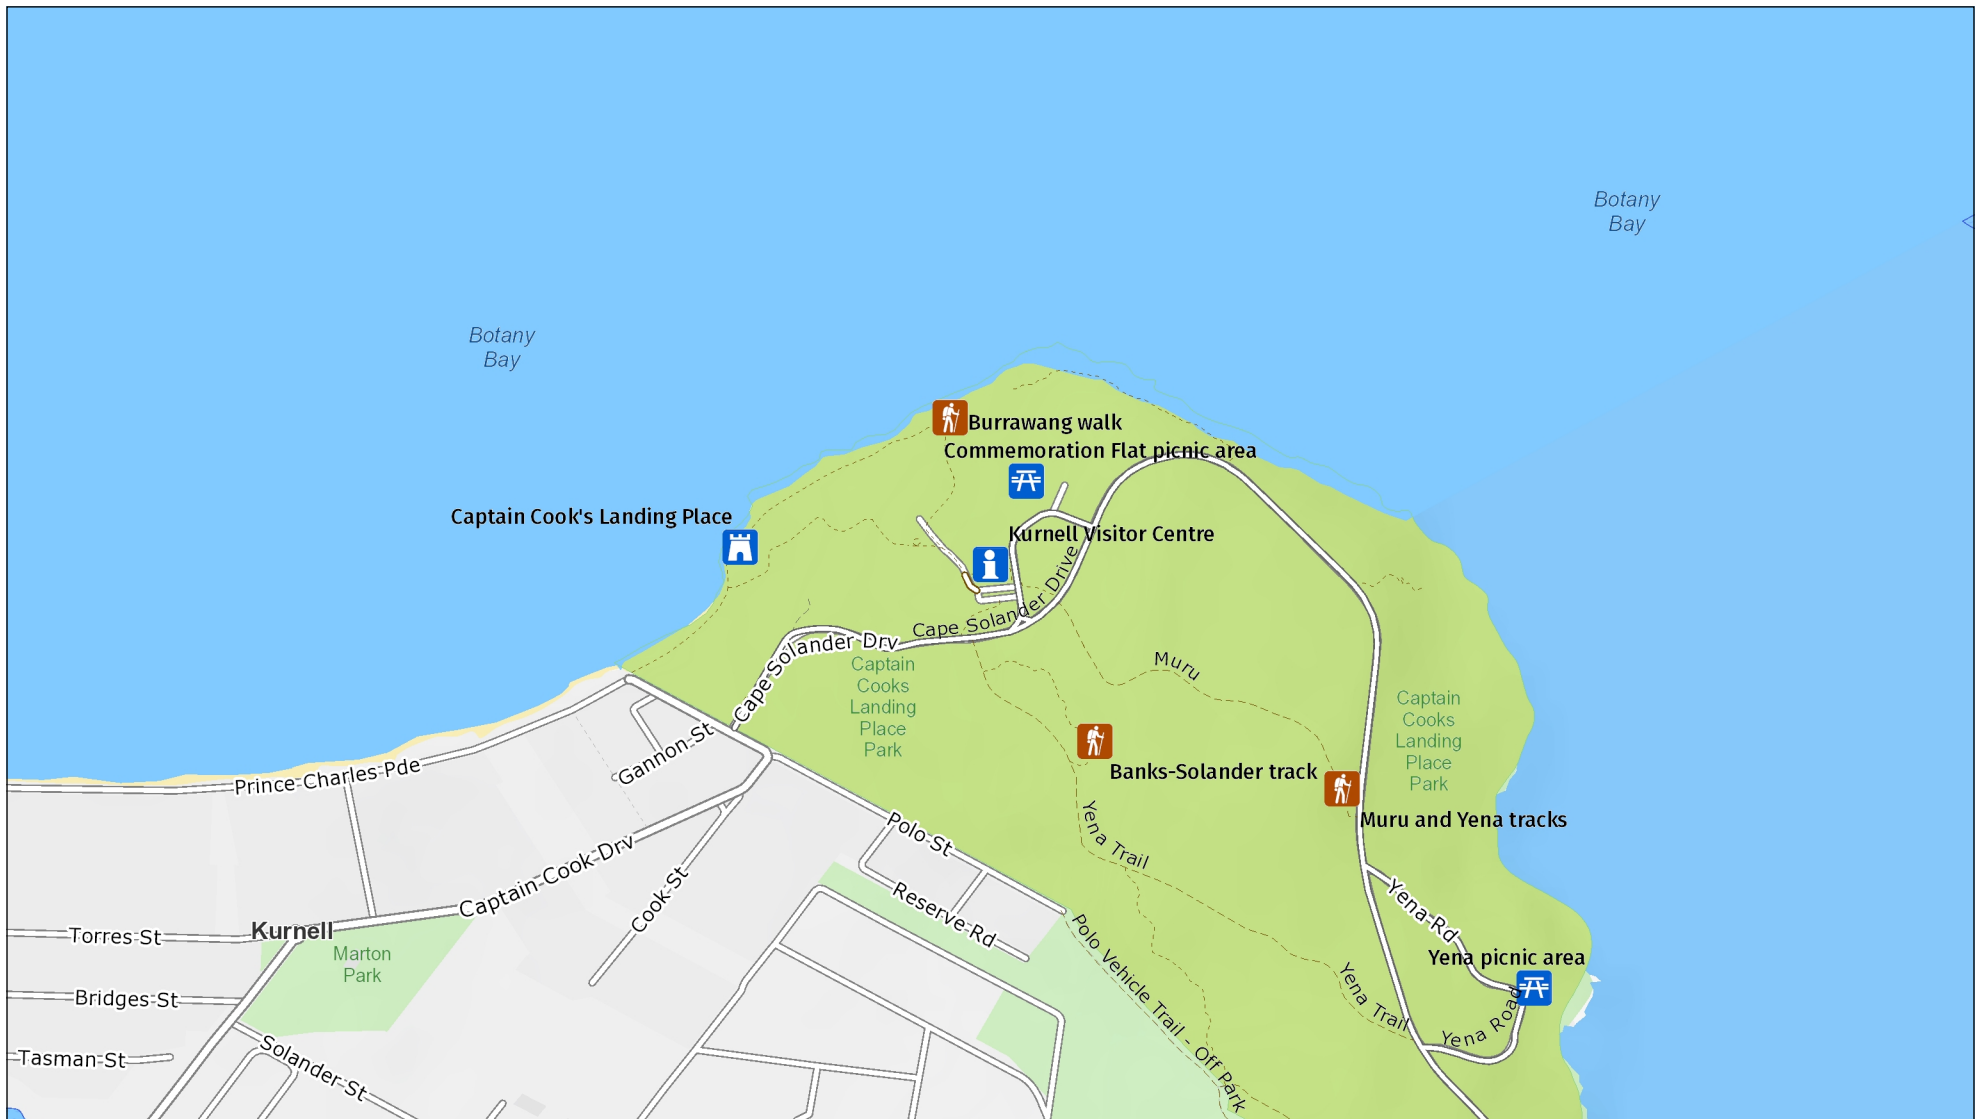 Botany
Bay
Botany
Bay
Burrawang walk
Commemoration Flat picnic area
Captain Cook's Landing Place
Kurnell Visitor Centre
Cape Solander Drive
Cape Solander Drv
Captain
Cooks
Landing
Place
Park
Muru
Captain
Cooks
Landing
Place
Park
Gannon St
Prince Charles Pde
Banks-Solander track
Muru and Yena tracks
Polo St
Yena Trail
Captain Cook Drv
Cook St
Reserve Rd
Yena Rd
Kurnell
Torres St
Marton
Park
Yena picnic area
Bridges St
Polo Vehicle Trail - Off Park
Yena Trail
Yena Road
Tasman St
Solander St